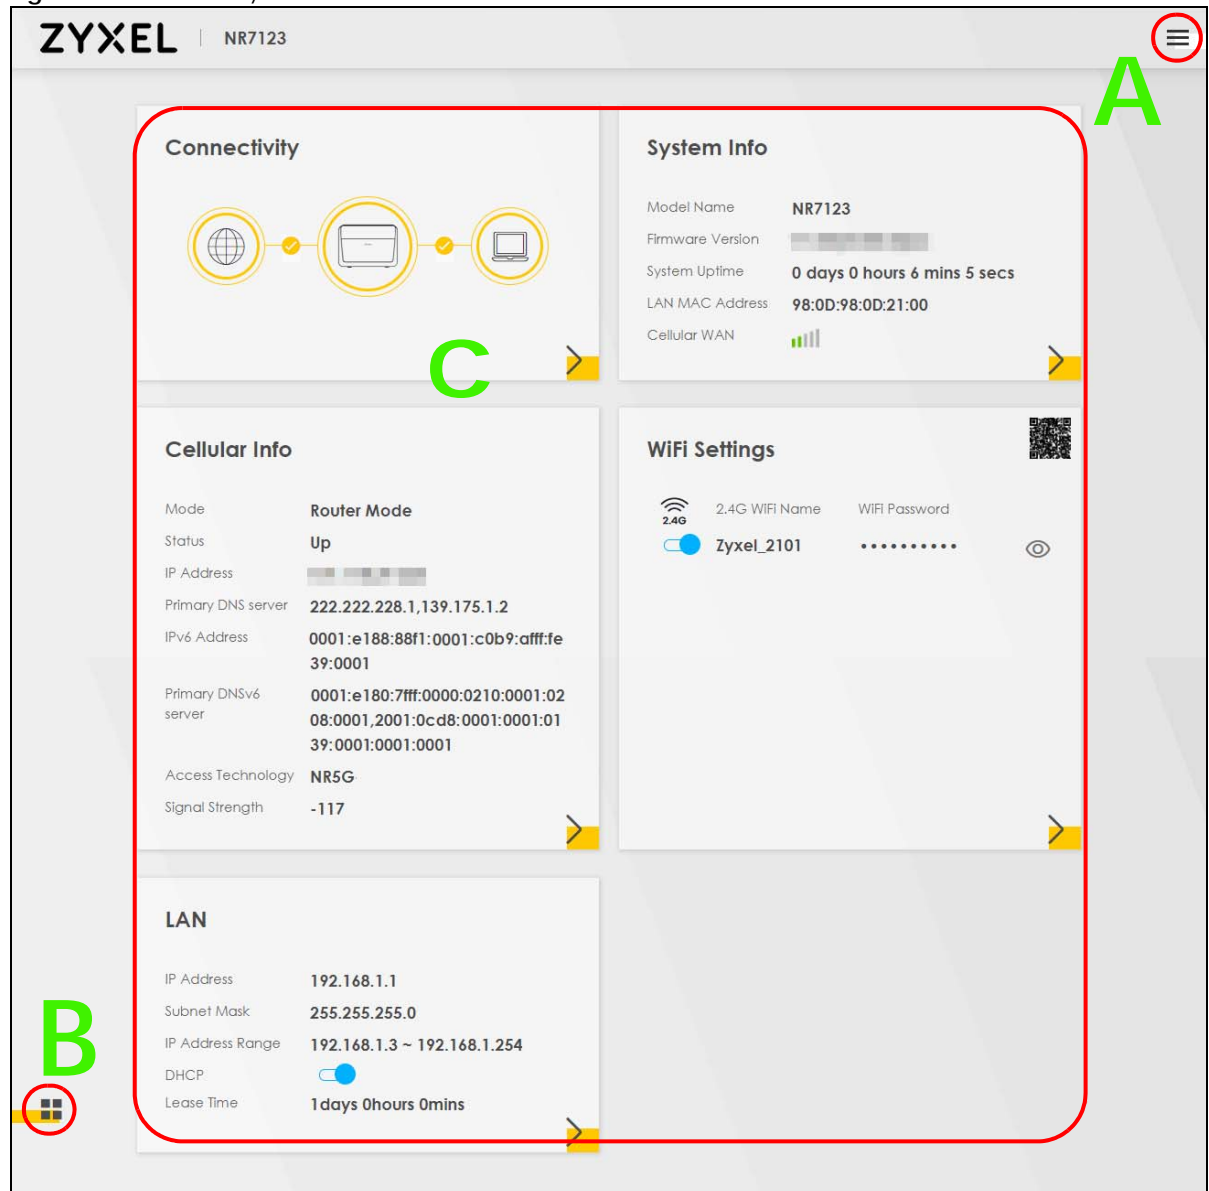 ZYXEL NR7123
A
Connectivity
C
System Info
Model Name NR7123
Firmware Version
System Uptime 0 days 0 hours 6 mins 5 secs
LAN MAC Address 98:0D:98:0D:21:00
Cellular WAN
Cellular Info
Mode Router Mode
Status Up
IP Address
Primary DNS server 222.222.228.1,139.175.1.2
IPv6 Address 0001:e188:88f1:0001:c0b9:afff:fe
39:0001
Primary DNSv6 0001:e180:7fff:0000:0210:0001:02
server 08:0001,2001:0cd8:0001:0001:01
39:0001:0001:0001
Access Technology NR5G
Signal Strength -117
WiFi Settings
2.4G
2.4G WiFi Name WiFi Password
Zyxel_2101 ••••••••••
LAN
IP Address 192.168.1.1
Subnet Mask 255.255.255.0
IP Address Range 192.168.1.3 ~ 192.168.1.254
DHCP
Lease Time 1days 0hours 0mins
B